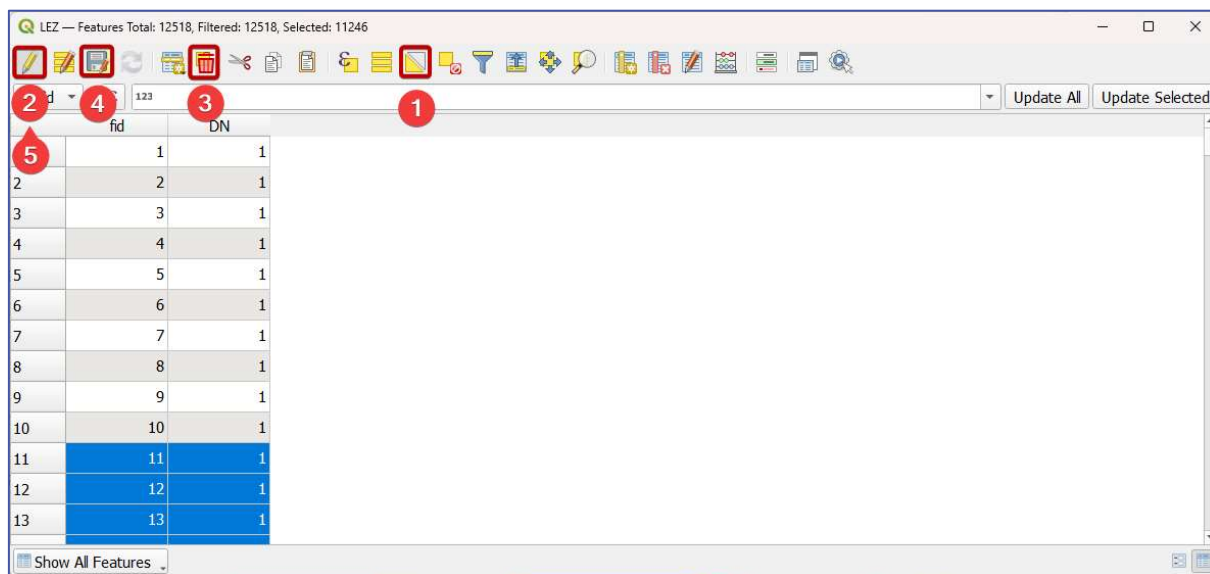 LEZ — Features Total: 12518, Filtered: 12518, Selected: 11246
2 4 3 1
123 Update All Update Selected
fid DN
5 1 1
2 2 1
3 3 1
4 4 1
5 5 1
6 6 1
7 7 1
8 8 1
9 9 1
10 10 1
11 11 1
12 12 1
13 13 1
Show All Features